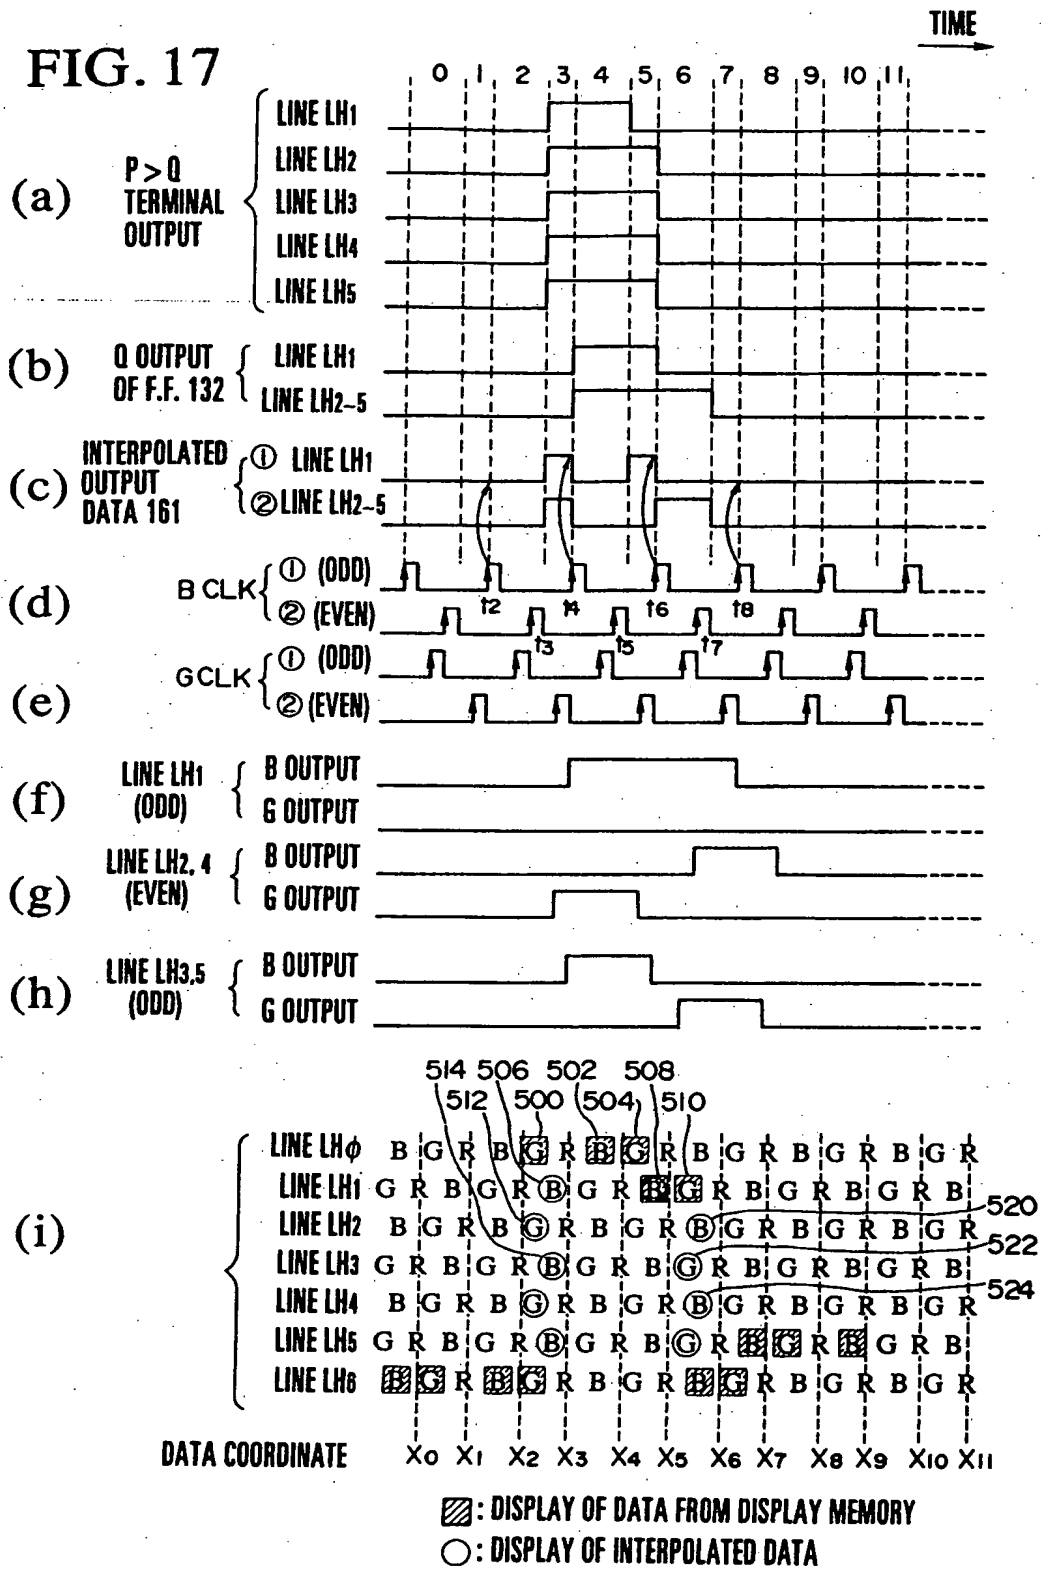 TIME
FIG. 17
0 1 2 3 4 5 6 7 8 9 10 11
(a) P>Q TERMINAL OUTPUT
LINE LH1
LINE LH2
LINE LH3
LINE LH4
LINE LH5
(b) Q OUTPUT OF F.F. 132
LINE LH1
LINE LH2~5
(c) INTERPOLATED OUTPUT DATA 161
① LINE LH1
② LINE LH2~5
(d) B CLK
① (ODD)
t2 t4 t6 t8
② (EVEN)
t3 t5 t7
(e) G CLK
① (ODD)
② (EVEN)
(f) LINE LH1 (ODD)
B OUTPUT
G OUTPUT
(g) LINE LH2, 4 (EVEN)
B OUTPUT
G OUTPUT
(h) LINE LH3,5 (ODD)
B OUTPUT
G OUTPUT
514 506 502 508
512 500 504 510
(i)
LINE LHϕ B G R B G R B G R B G R B G R B G R
LINE LH1 G R B G R B G R B G R B G R B G R B
520
LINE LH2 B G R B G R B G R B G R B G R B G R
522
LINE LH3 G R B G R B G R B G R B G R B G R B
524
LINE LH4 B G R B G R B G R B G R B G R B G R
LINE LH5 G R B G R B G R B G R B G R B G R B
LINE LH6 B G R B G R B G R B G R B G R B G R
DATA COORDINATE X0 X1 X2 X3 X4 X5 X6 X7 X8 X9 X10 X11
: DISPLAY OF DATA FROM DISPLAY MEMORY
: DISPLAY OF INTERPOLATED DATA